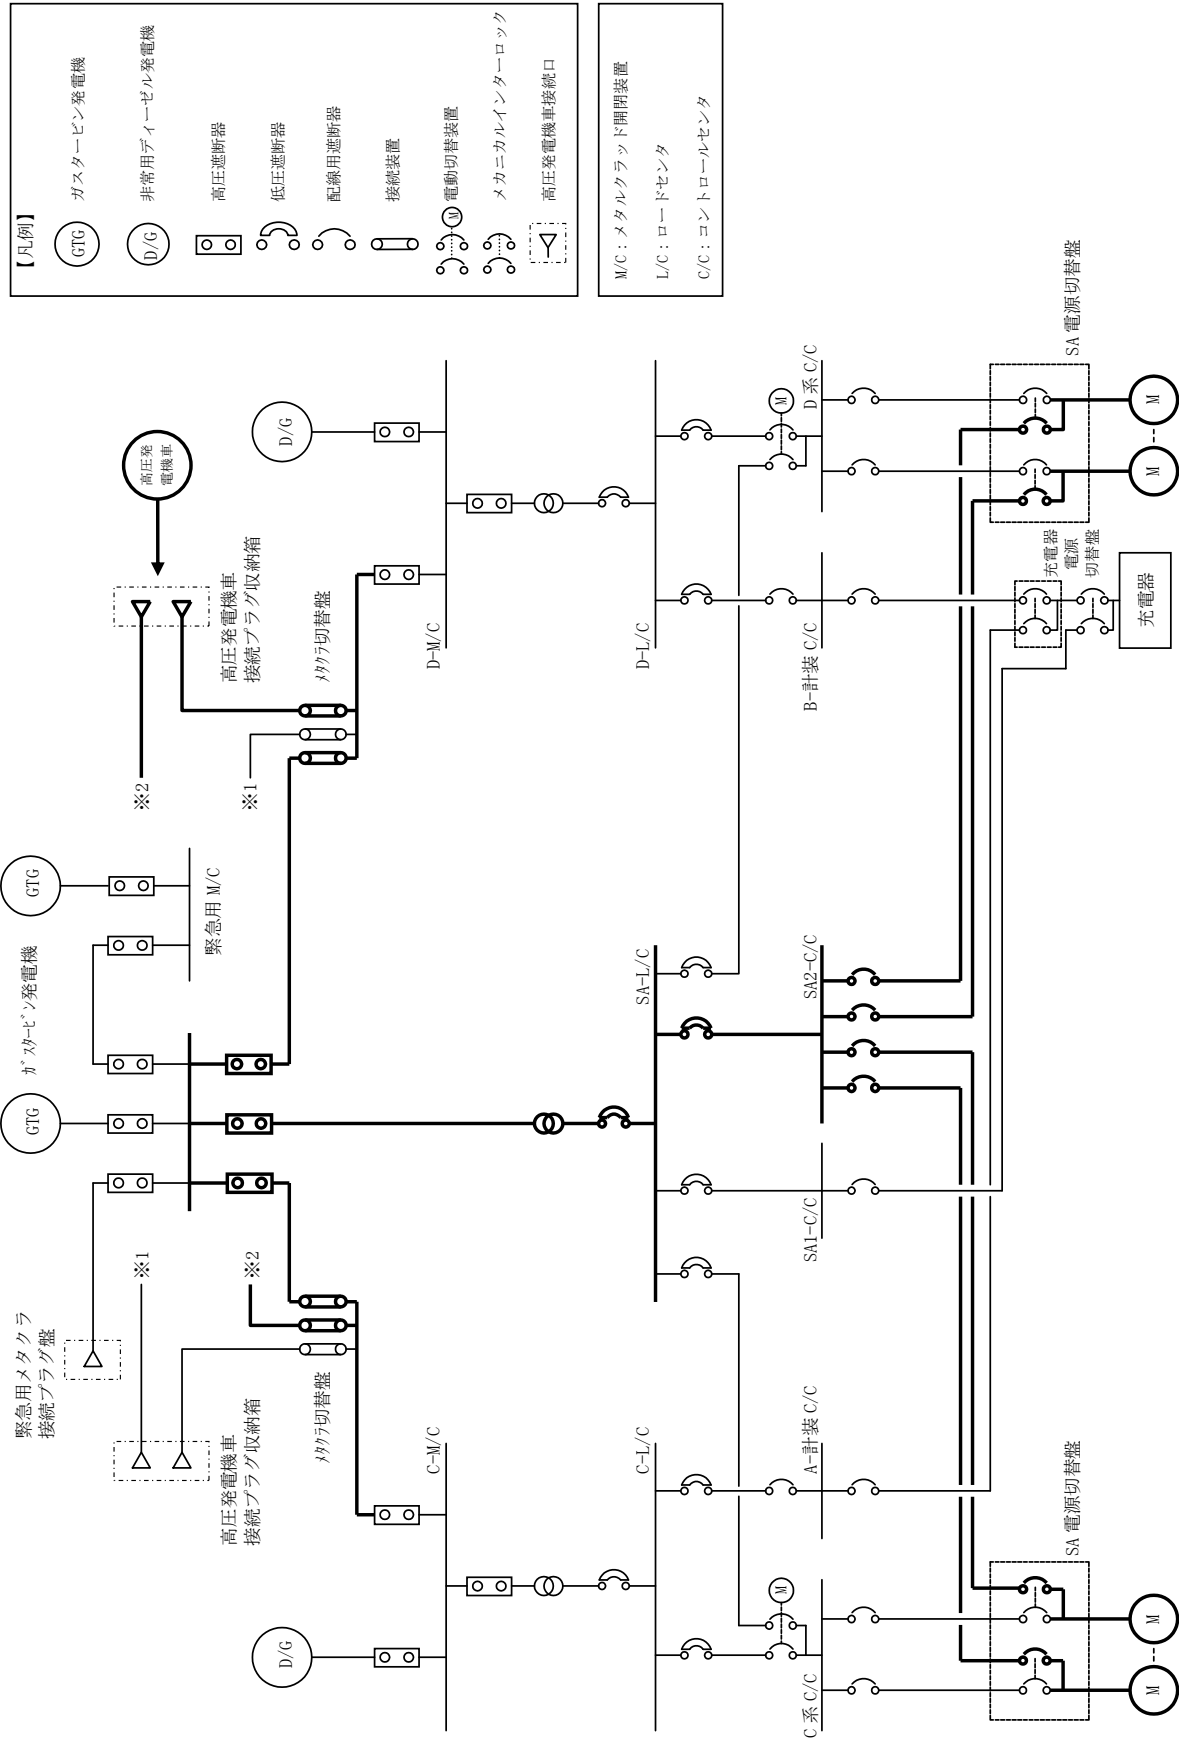 【凡例】
GTG
ガスタービン発電機
D/G
非常用ディーゼル発電機
高圧遮断器
低圧遮断器
配線用遮断器
接続装置
M
電動切替装置
メカニカルインターロック
高圧発電機車接続口
M/C：メタルクラッド開閉装置
L/C：ロードセンタ
C/C：コントロールセンタ
緊急用メタクラ
接続プラグ盤
GTG
ｶﾞｽﾀｰﾋﾞﾝ発電機
GTG
緊急用 M/C
高圧発
電機車
※1
※2
※2
※1
高圧発電機車
接続プラグ収納箱
高圧発電機車
接続プラグ収納箱
D/G
D/G
ﾒﾀｸﾗ切替盤
ﾒﾀｸﾗ切替盤
C-M/C
D-M/C
C-L/C
SA-L/C
D-L/C
M
M
C 系 C/C
A-計装 C/C
SA1-C/C
SA2-C/C
B-計装 C/C
D 系 C/C
SA 電源切替盤
充電器
電源
切替盤
SA 電源切替盤
充電器
M
M
M
M